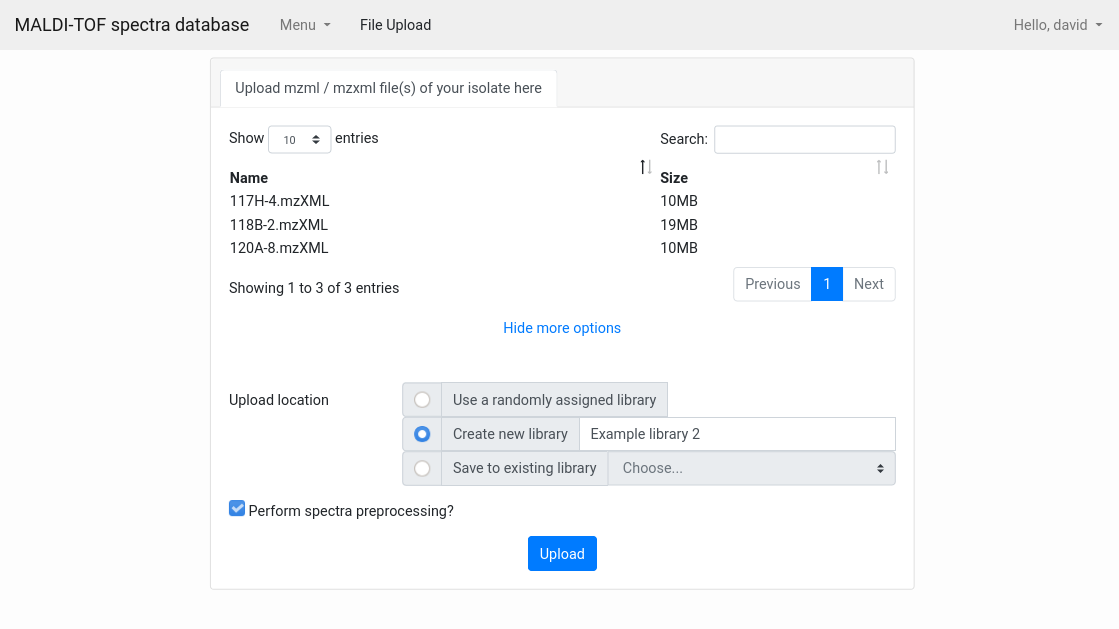 MALDI-TOF spectra database Menu File Upload Hello, david
Upload mzml / mzxml file(s) of your isolate here
Show 10 entries Search:
Name Size
117H-4.mzXML 10MB
118B-2.mzXML 19MB
120A-8.mzXML 10MB
Showing 1 to 3 of 3 entries Previous 1 Next
Hide more options
Upload location Use a randomly assigned library
Create new library Example library 2
Save to existing library Choose...
Perform spectra preprocessing?
Upload